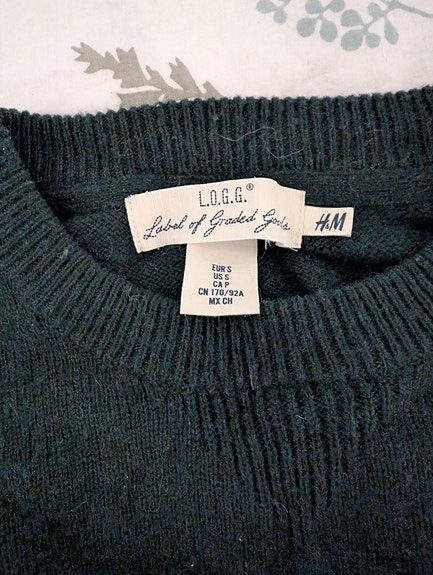 L.O.G.G.®
Label of Graded Goods
H&M
EUR S
US S
CA P
CN 170/92A
MX CH